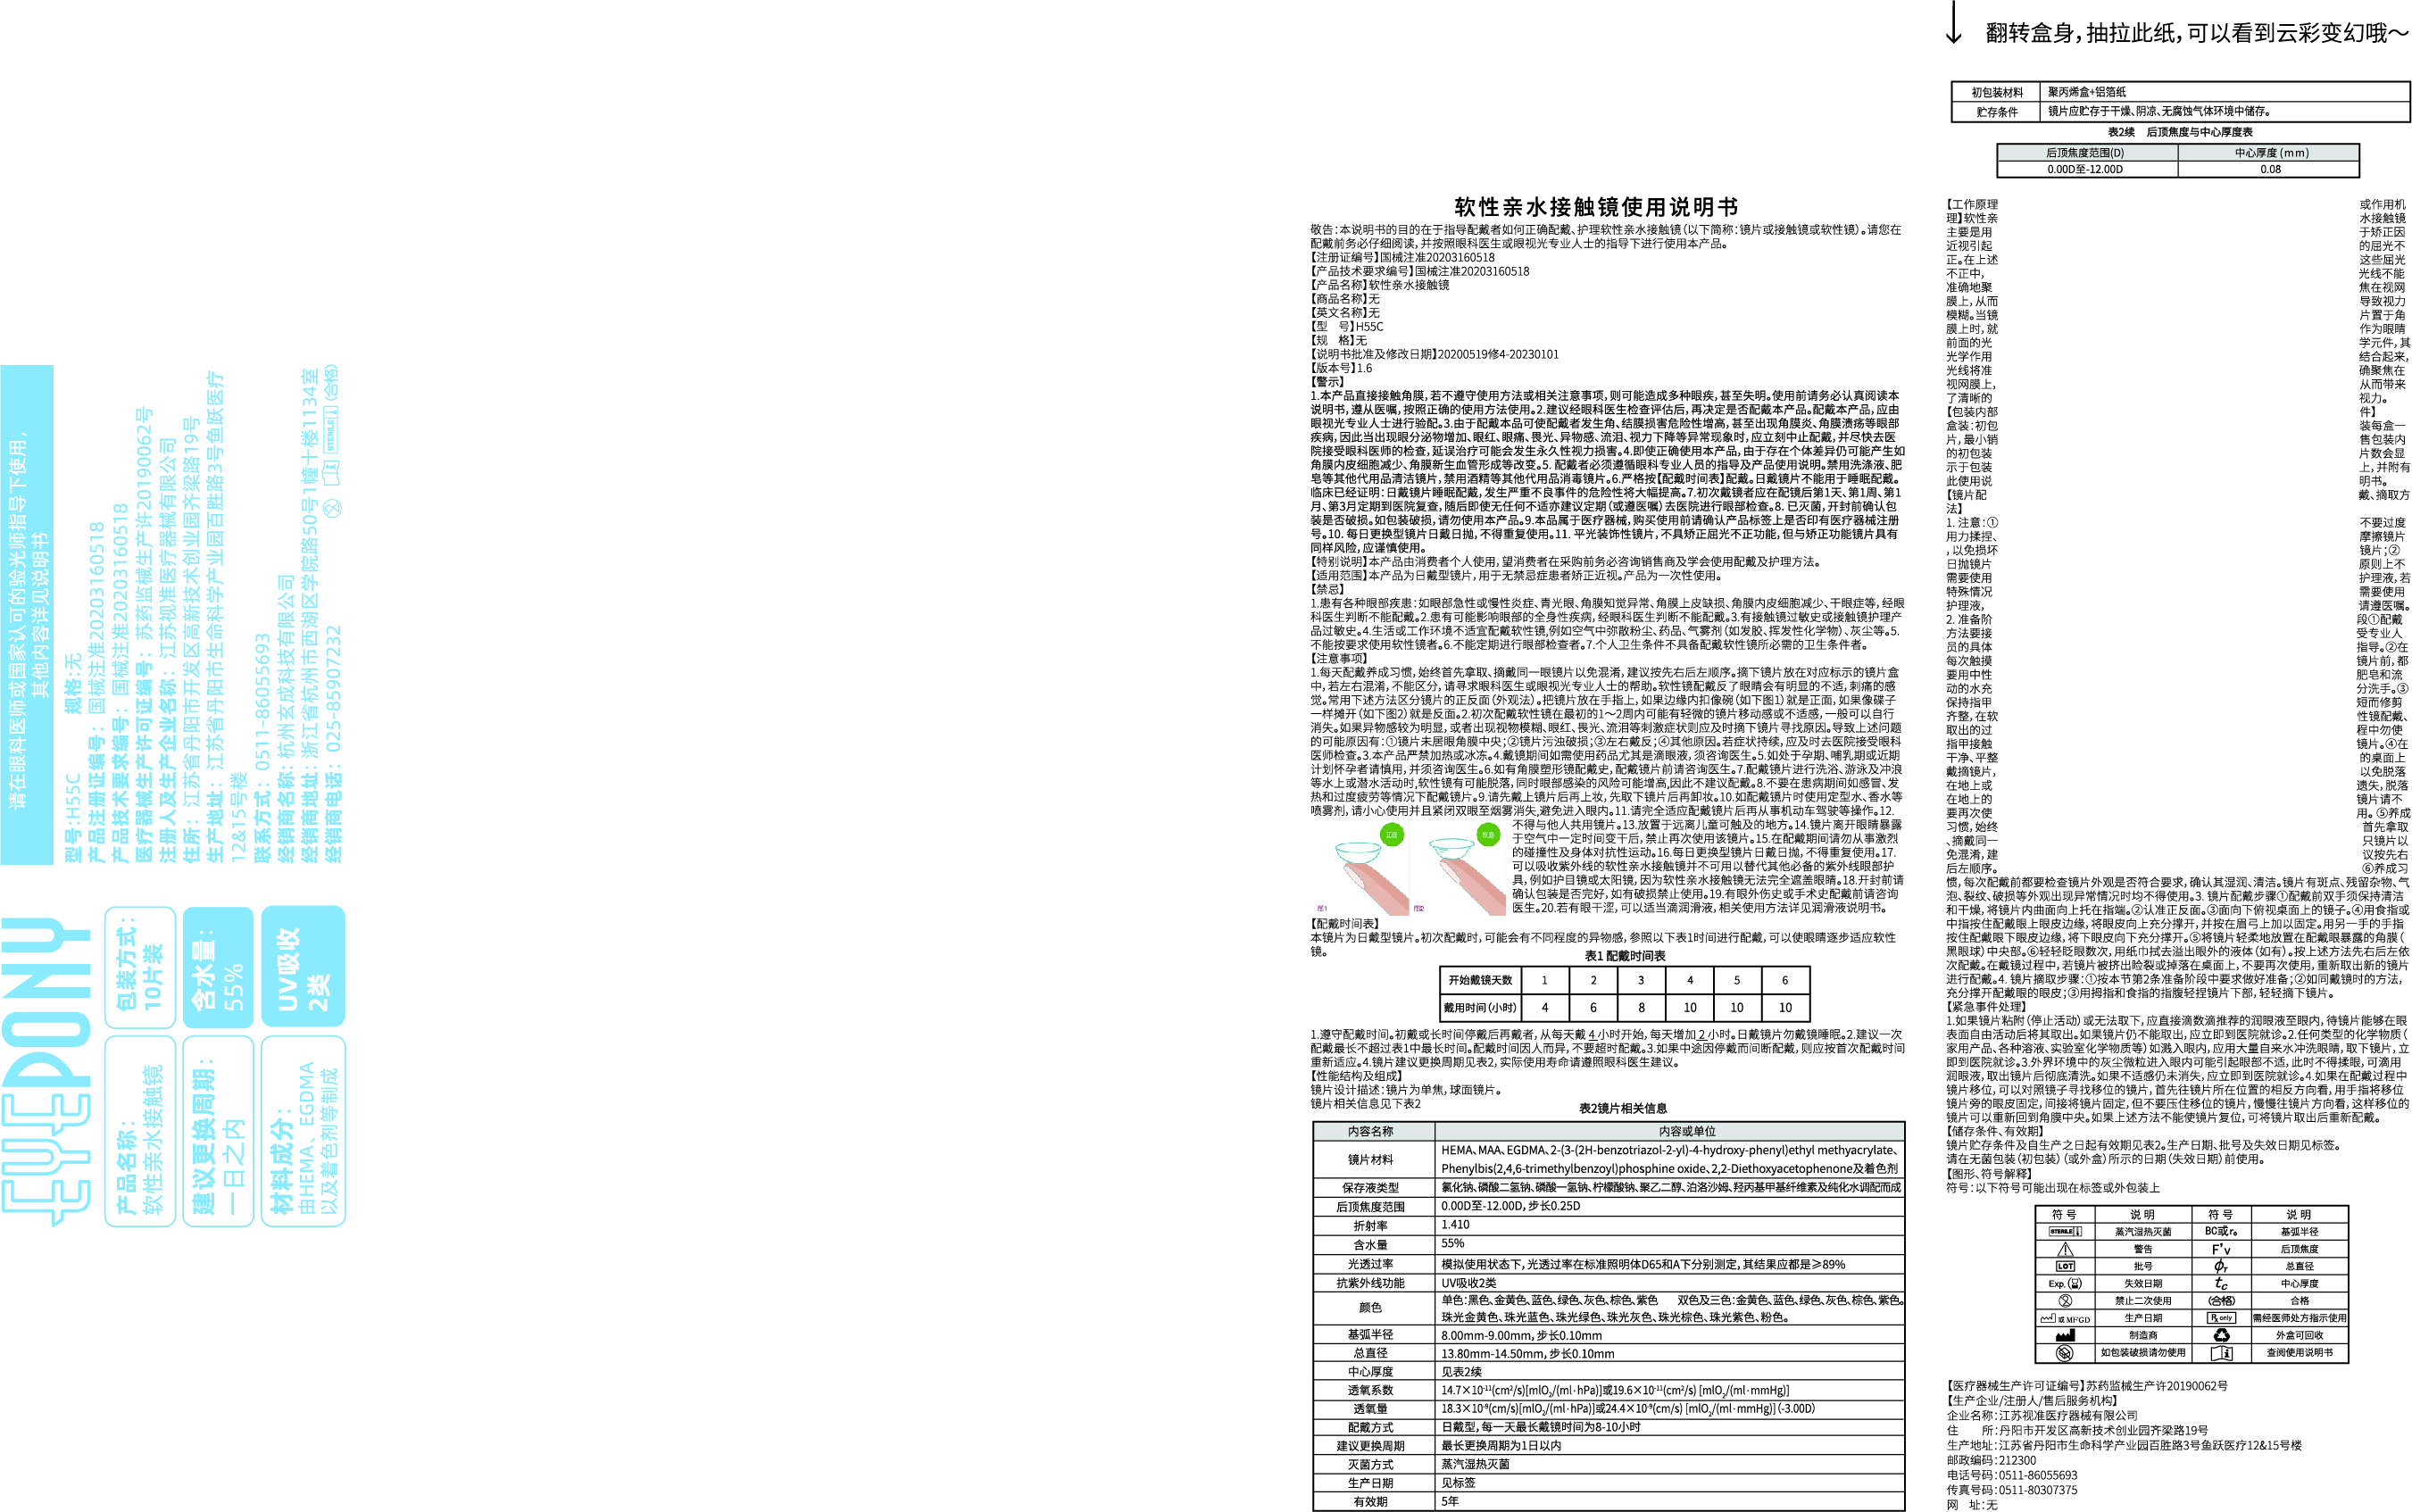 请在眼科医师或国家认可的验光师指导下使用，
其他内容详见说明书
型号:H55C 规格:无
产品注册证编号：国械注准20203160518
产品技术要求编号：国械注准20203160518
医疗器械生产许可证编号：苏药监械生产许20190062号
注册人及生产企业名称：江苏视准医疗器械有限公司
住所：江苏省丹阳市开发区高新技术创业园齐梁路19号
生产地址：江苏省丹阳市生命科学产业园百胜路3号鱼跃医疗
12&15号楼
联系方式：0511-86055693
经销商名称：杭州玄成科技有限公司
经销商地址：浙江省杭州市西湖区学院路50号1幢十楼1134室
经销商电话：025-85907232 STERILE (合格)
EYEPONY
产品名称：
软性亲水接触镜
包装方式：
10片装
建议更换周期：
一日之内
含水量：
55%
材料成分：
由HEMA、EGDMA
以及着色剂等制成
UV吸收
2类
软性亲水接触镜使用说明书
敬告：本说明书的目的在于指导配戴者如何正确配戴、护理软性亲水接触镜（以下简称：镜片或接触镜或软性镜）。请您在
配戴前务必仔细阅读，并按照眼科医生或眼视光专业人士的指导下进行使用本产品。
【注册证编号】国械注准20203160518
【产品技术要求编号】国械注准20203160518
【产品名称】软性亲水接触镜
【商品名称】无
【英文名称】无
【型 号】H55C
【规 格】无
【说明书批准及修改日期】20200519修4-20230101
【版本号】1.6
【警示】
1.本产品直接接触角膜，若不遵守使用方法或相关注意事项，则可能造成多种眼疾，甚至失明。使用前请务必认真阅读本
说明书，遵从医嘱，按照正确的使用方法使用。2.建议经眼科医生检查评估后，再决定是否配戴本产品。配戴本产品，应由
眼视光专业人士进行验配。3.由于配戴本品可使配戴者发生角、结膜损害危险性增高，甚至出现角膜炎、角膜溃疡等眼部
疾病，因此当出现眼分泌物增加、眼红、眼痛、畏光、异物感、流泪、视力下降等异常现象时，应立刻中止配戴，并尽快去医
院接受眼科医师的检查，延误治疗可能会发生永久性视力损害。4.即使正确使用本产品，由于存在个体差异仍可能产生如
角膜内皮细胞减少、角膜新生血管形成等改变。5. 配戴者必须遵循眼科专业人员的指导及产品使用说明。禁用洗涤液、肥
皂等其他代用品清洁镜片，禁用酒精等其他代用品消毒镜片。6.严格按【配戴时间表】配戴。日戴镜片不能用于睡眠配戴。
临床已经证明：日戴镜片睡眠配戴，发生严重不良事件的危险性将大幅提高。7.初次戴镜者应在配镜后第1天、第1周、第1
月、第3月定期到医院复查，随后即使无任何不适亦建议定期（或遵医嘱）去医院进行眼部检查。8. 已灭菌，开封前确认包
装是否破损。如包装破损，请勿使用本产品。9.本品属于医疗器械，购买使用前请确认产品标签上是否印有医疗器械注册
号。10. 每日更换型镜片日戴日抛，不得重复使用。11. 平光装饰性镜片，不具矫正屈光不正功能，但与矫正功能镜片具有
同样风险，应谨慎使用。
【特别说明】本产品由消费者个人使用，望消费者在采购前务必咨询销售商及学会使用配戴及护理方法。
【适用范围】本产品为日戴型镜片，用于无禁忌症患者矫正近视。产品为一次性使用。
【禁忌】
1.患有各种眼部疾患：如眼部急性或慢性炎症、青光眼、角膜知觉异常、角膜上皮缺损、角膜内皮细胞减少、干眼症等，经眼
科医生判断不能配戴。2.患有可能影响眼部的全身性疾病，经眼科医生判断不能配戴。3.有接触镜过敏史或接触镜护理产
品过敏史。4.生活或工作环境不适宜配戴软性镜,例如空气中弥散粉尘、药品、气雾剂（如发胶、挥发性化学物）、灰尘等。5.
不能按要求使用软性镜者。6.不能定期进行眼部检查者。7.个人卫生条件不具备配戴软性镜所必需的卫生条件者。
【注意事项】
1.每天配戴养成习惯，始终首先拿取、摘戴同一眼镜片以免混淆，建议按先右后左顺序。摘下镜片放在对应标示的镜片盒
中，若左右混淆，不能区分，请寻求眼科医生或眼视光专业人士的帮助。软性镜配戴反了眼睛会有明显的不适，刺痛的感
觉。常用下述方法区分镜片的正反面（外观法）。把镜片放在手指上，如果边缘内扣像碗（如下图1）就是正面，如果像碟子
一样摊开（如下图2）就是反面。2.初次配戴软性镜在最初的1～2周内可能有轻微的镜片移动感或不适感，一般可以自行
消失。如果异物感较为明显，或者出现视物模糊、眼红、畏光、流泪等刺激症状则应及时摘下镜片寻找原因。导致上述问题
的可能原因有：①镜片未居眼角膜中央；②镜片污浊破损；③左右戴反；④其他原因。若症状持续，应及时去医院接受眼科
医师检查。3.本产品严禁加热或冰冻。4.戴镜期间如需使用药品尤其是滴眼液，须咨询医生。5.如处于孕期、哺乳期或近期
计划怀孕者请慎用，并须咨询医生。6.如有角膜塑形镜配戴史，配戴镜片前请咨询医生。7.配戴镜片进行洗浴、游泳及冲浪
等水上或潜水活动时,软性镜有可能脱落，同时眼部感染的风险可能增高,因此不建议配戴。8.不要在患病期间如感冒、发
热和过度疲劳等情况下配戴镜片。9.请先戴上镜片后再上妆，先取下镜片后再卸妆。10.如配戴镜片时使用定型水、香水等
喷雾剂，请小心使用并且紧闭双眼至烟雾消失,避免进入眼内。11.请完全适应配戴镜片后再从事机动车驾驶等操作。12.
不得与他人共用镜片。13.放置于远离儿童可触及的地方。14.镜片离开眼睛暴露
于空气中一定时间变干后，禁止再次使用该镜片。15.在配戴期间请勿从事激烈
的碰撞性及身体对抗性运动。16.每日更换型镜片日戴日抛，不得重复使用。17.
可以吸收紫外线的软性亲水接触镜并不可用以替代其他必备的紫外线眼部护
具，例如护目镜或太阳镜，因为软性亲水接触镜无法完全遮盖眼睛。18.开封前请
确认包装是否完好，如有破损禁止使用。19.有眼外伤史或手术史配戴前请咨询
医生。20.若有眼干涩，可以适当滴润滑液，相关使用方法详见润滑液说明书。
正面
反面
图1
图2
【配戴时间表】
本镜片为日戴型镜片。初次配戴时，可能会有不同程度的异物感，参照以下表1时间进行配戴，可以使眼睛逐步适应软性
镜。
表1 配戴时间表
开始戴镜天数 1 2 3 4 5 6
戴用时间（小时） 4 6 8 10 10 10
1.遵守配戴时间。初戴或长时间停戴后再戴者，从每天戴 4 小时开始，每天增加 2 小时。日戴镜片勿戴镜睡眠。2.建议一次
配戴最长不超过表1中最长时间。配戴时间因人而异，不要超时配戴。3.如果中途因停戴而间断配戴，则应按首次配戴时间
重新适应。4.镜片建议更换周期见表2，实际使用寿命请遵照眼科医生建议。
【性能结构及组成】
镜片设计描述：镜片为单焦，球面镜片。
镜片相关信息见下表2
表2镜片相关信息
内容名称 内容或单位
镜片材料 HEMA、MAA、EGDMA、2-(3-(2H-benzotriazol-2-yl)-4-hydroxy-phenyl)ethyl methyacrylate、
Phenylbis(2,4,6-trimethylbenzoyl)phosphine oxide、2,2-Diethoxyacetophenone及着色剂
保存液类型 氯化钠、磷酸二氢钠、磷酸一氢钠、柠檬酸钠、聚乙二醇、泊洛沙姆、羟丙基甲基纤维素及纯化水调配而成
后顶焦度范围 0.00D至-12.00D，步长0.25D
折射率 1.410
含水量 55%
光透过率 模拟使用状态下，光透过率在标准照明体D65和A下分别测定，其结果应都是≥89%
抗紫外线功能 UV吸收2类
颜色 单色：黑色、金黄色、蓝色、绿色、灰色、棕色、紫色 双色及三色：金黄色、蓝色、绿色、灰色、棕色、紫色。
珠光金黄色、珠光蓝色、珠光绿色、珠光灰色、珠光棕色、珠光紫色、粉色。
基弧半径 8.00mm-9.00mm，步长0.10mm
总直径 13.80mm-14.50mm，步长0.10mm
中心厚度 见表2续
透氧系数 14.7×10⁻¹¹(cm²/s)[mlO₂/(ml·hPa)]或19.6×10⁻¹¹(cm²/s) [mlO₂/(ml·mmHg)]
透氧量 18.3×10⁻⁹(cm/s)[mlO₂/(ml·hPa)]或24.4×10⁻⁹(cm/s) [mlO₂/(ml·mmHg)]（-3.00D）
配戴方式 日戴型，每一天最长戴镜时间为8-10小时
建议更换周期 最长更换周期为1日以内
灭菌方式 蒸汽湿热灭菌
生产日期 见标签
有效期 5年
翻转盒身，抽拉此纸，可以看到云彩变幻哦～
初包装材料 聚丙烯盒+铝箔纸
贮存条件 镜片应贮存于干燥、阴凉、无腐蚀气体环境中储存。
表2续 后顶焦度与中心厚度表
后顶焦度范围(D) 中心厚度 (mm)
0.00D至-12.00D 0.08
【工作原理 或作用机
理】软性亲 水接触镜
主要是用 于矫正因
近视引起 的屈光不
正。在上述 这些屈光
不正中， 光线不能
准确地聚 焦在视网
膜上，从而 导致视力
模糊。当镜 片置于角
膜上时，就 作为眼睛
前面的光 学元件，其
光学作用 结合起来，
光线将准 确聚焦在
视网膜上， 从而带来
了清晰的 视力。
【包装内部 件】
盒装：初包 装每盒一
片，最小销 售包装内
的初包装 片数会显
示于包装 上，并附有
此使用说 明书。
【镜片配 戴、摘取方
法】
1. 注意：① 不要过度
用力揉捏、 摩擦镜片
，以免损坏 镜片；②
日抛镜片 原则上不
需要使用 护理液，若
特殊情况 需要使用
护理液， 请遵医嘱。
2. 准备阶 段①配戴
方法要接 受专业人
员的具体 指导。②在
每次触摸 镜片前，都
要用中性 肥皂和流
动的水充 分洗手。③
保持指甲 短而修剪
齐整，在软 性镜配戴、
取出的过 程中勿使
指甲接触 镜片。④在
干净、平整 的桌面上
戴摘镜片， 以免脱落
在地上或 遗失，脱落
在地上的 镜片请不
要再次使 用。⑤养成
习惯，始终 首先拿取
、摘戴同一 只镜片以
免混淆，建 议按先右
后左顺序。 ⑥养成习
惯，每次配戴前都要检查镜片外观是否符合要求，确认其湿润、清洁。镜片有斑点、残留杂物、气
泡、裂纹、破损等外观出现异常情况时均不得使用。3. 镜片配戴步骤①配戴前双手须保持清洁
和干燥，将镜片内曲面向上托在指端。②认准正反面。③面向下俯视桌面上的镜子。④用食指或
中指按住配戴眼上眼皮边缘，将眼皮向上充分撑开，并按在眉弓上加以固定。用另一手的手指
按住配戴眼下眼皮边缘，将下眼皮向下充分撑开。⑤将镜片轻柔地放置在配戴眼暴露的角膜（
黑眼球）中央部。⑥轻轻眨眼数次，用纸巾拭去溢出眼外的液体（如有）。按上述方法先右后左依
次配戴。在戴镜过程中，若镜片被挤出睑裂或掉落在桌面上，不要再次使用，重新取出新的镜片
进行配戴。4. 镜片摘取步骤：①按本节第2条准备阶段中要求做好准备；②如同戴镜时的方法，
充分撑开配戴眼的眼皮；③用拇指和食指的指腹轻捏镜片下部，轻轻摘下镜片。
【紧急事件处理】
1.如果镜片粘附（停止活动）或无法取下，应直接滴数滴推荐的润眼液至眼内，待镜片能够在眼
表面自由活动后将其取出。如果镜片仍不能取出，应立即到医院就诊。2.任何类型的化学物质（
家用产品、各种溶液、实验室化学物质等）如溅入眼内，应用大量自来水冲洗眼睛，取下镜片，立
即到医院就诊。3.外界环境中的灰尘微粒进入眼内可能引起眼部不适，此时不得揉眼，可滴用
润眼液，取出镜片后彻底清洗。如果不适感仍未消失，应立即到医院就诊。4.如果在配戴过程中
镜片移位，可以对照镜子寻找移位的镜片，首先往镜片所在位置的相反方向看，用手指将移位
镜片旁的眼皮固定，间接将镜片固定，但不要压住移位的镜片，慢慢往镜片方向看，这样移位的
镜片可以重新回到角膜中央。如果上述方法不能使镜片复位，可将镜片取出后重新配戴。
【储存条件、有效期】
镜片贮存条件及自生产之日起有效期见表2。生产日期、批号及失效日期见标签。
请在无菌包装（初包装）（或外盒）所示的日期（失效日期）前使用。
【图形、符号解释】
符号：以下符号可能出现在标签或外包装上
符 号 说 明 符 号 说 明
STERILE 蒸汽湿热灭菌 BC或r₀ 基弧半径
警告 F'v 后顶焦度
LOT 批号 ϕT 总直径
Exp.（） 失效日期 tC 中心厚度
禁止二次使用 （合格） 合格
或 MFGD 生产日期 Rx only 需经医师处方指示使用
制造商 外盒可回收
如包装破损请勿使用 查阅使用说明书
【医疗器械生产许可证编号】苏药监械生产许20190062号
【生产企业/注册人/售后服务机构】
企业名称：江苏视准医疗器械有限公司
住 所：丹阳市开发区高新技术创业园齐梁路19号
生产地址：江苏省丹阳市生命科学产业园百胜路3号鱼跃医疗12&15号楼
邮政编码：212300
电话号码：0511-86055693
传真号码：0511-80307375
网 址：无